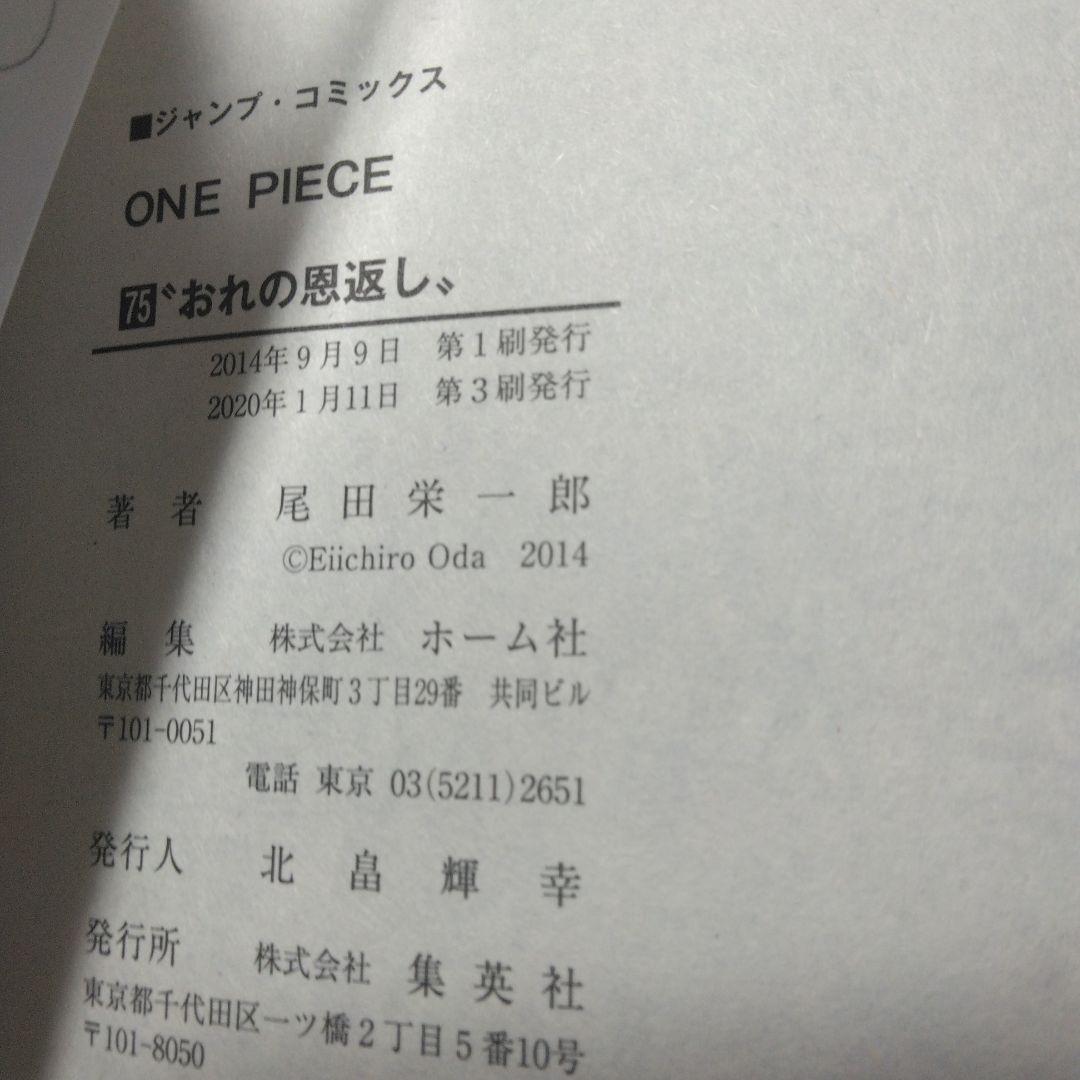 ■ジャンプ・コミックス
ONE PIECE
75〝おれの恩返し〟
2014年9月9日 第1刷発行
2020年1月11日 第3刷発行
著者 尾田栄一郎
©Eiichiro Oda 2014
編集 株式会社 ホーム社
東京都千代田区神田神保町3丁目29番 共同ビル
〒101-0051
電話 東京 03(5211)2651
発行人 北畠輝幸
発行所 株式会社 集英社
東京都千代田区一ツ橋2丁目5番10号
〒101-8050